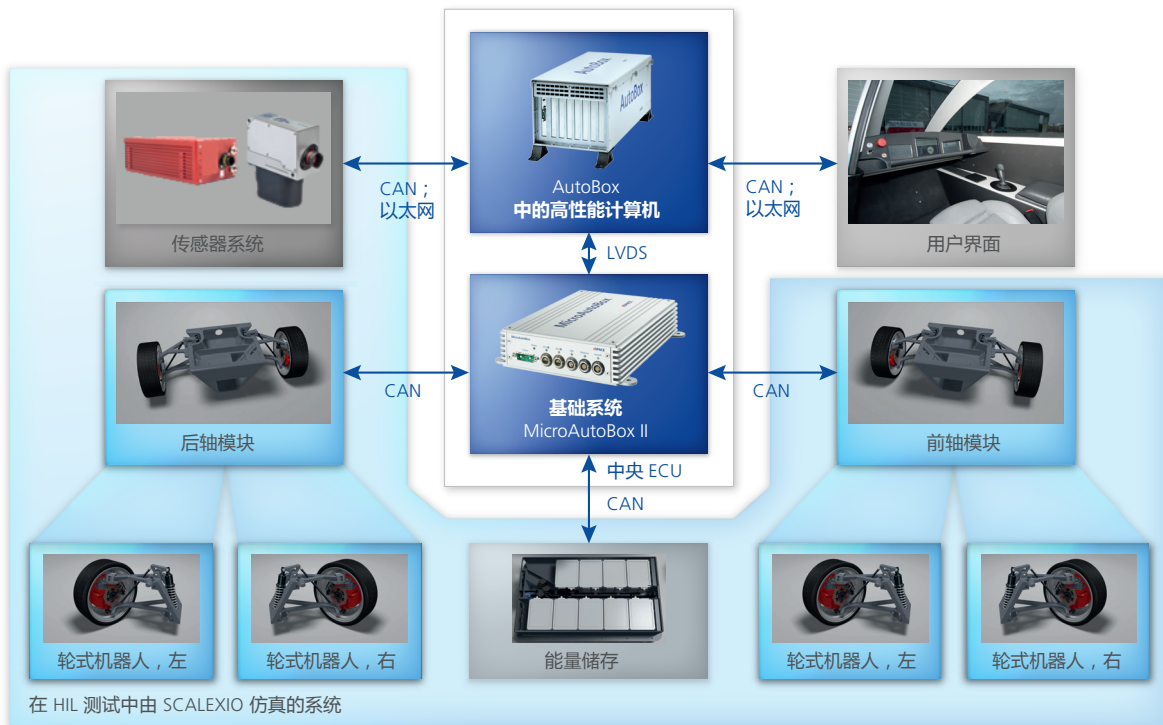 AutoBox
AutoBox
AutoBox
中的高性能计算机
CAN；
以太网
CAN；
以太网
传感器系统
用户界面
LVDS
MicroAutoBox
MicroAutoBox
基础系统
MicroAutoBox II
CAN
CAN
后轴模块
前轴模块
中央 ECU
CAN
轮式机器人，左
轮式机器人，右
能量储存
轮式机器人，左
轮式机器人，右
在 HIL 测试中由 SCALEXIO 仿真的系统